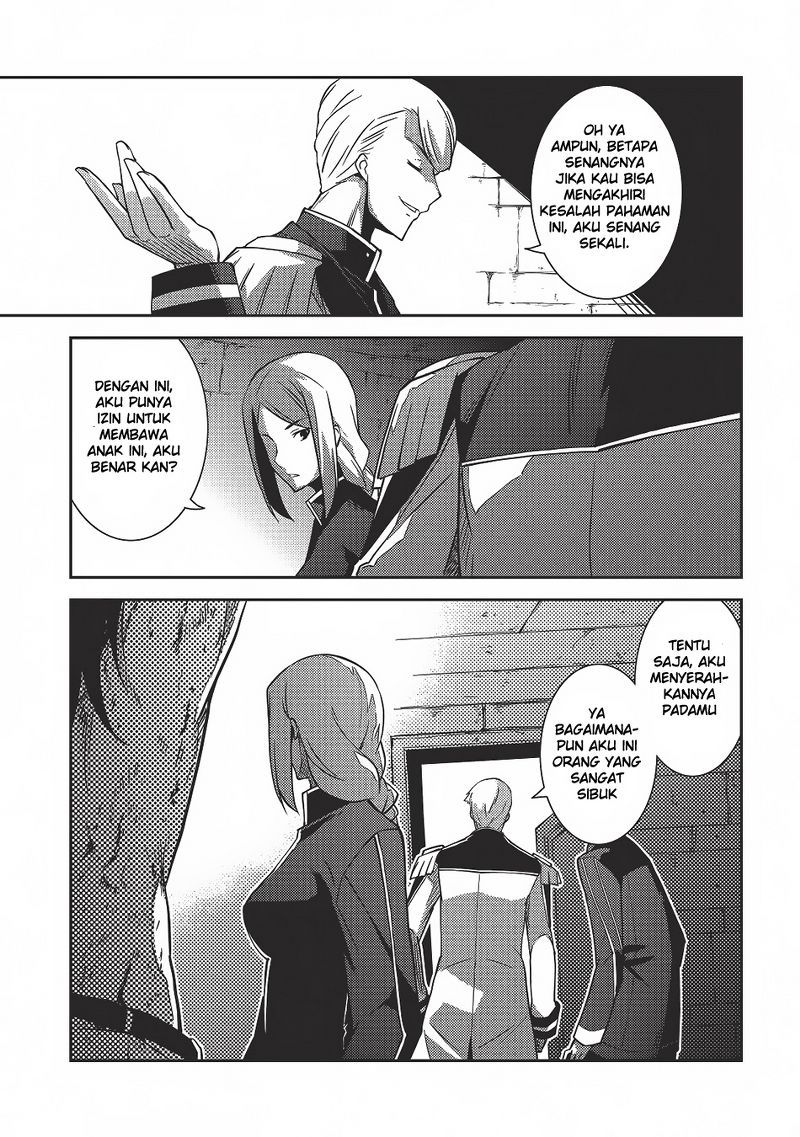 OH YA
AMPUN, BETAPA
SENANGNYA
JIKA KAU BISA
MENGAKHIRI
KESALAH PAHAMAN
INI, AKU SENANG
SEKALI.
DENGAN INI,
AKU PUNYA
IZIN UNTUK
MEMBAWA
ANAK INI, AKU
BENAR KAN?
TENTU
SAJA, AKU
MENYERAH-
KANNYA
PADAMU
YA
BAGAIMANA-
PUN AKU INI
ORANG YANG
SANGAT
SIBUK